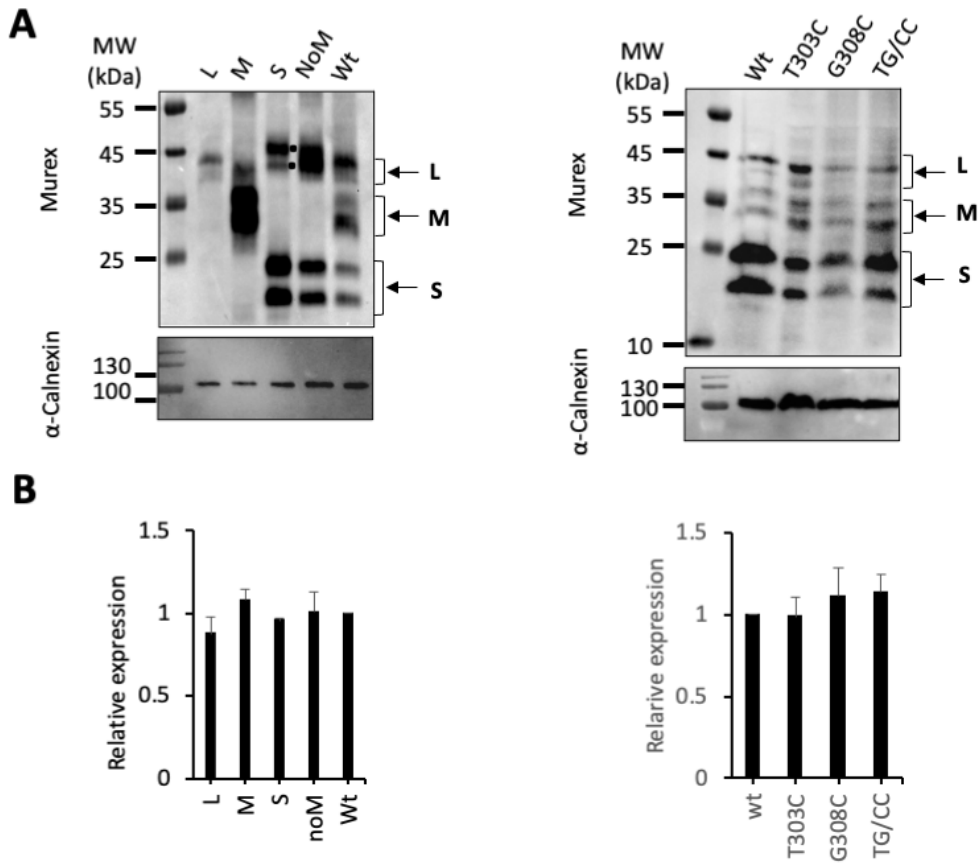 A
MW
(kDa)
L M S NoM Wt
55
45
35
25
Murex
L
M
S
130
100
α-Calnexin
MW
(kDa)
Wt T303C G308C TG/CC
55
45
35
25
10
Murex
L
M
S
130
100
α-Calnexin
B
1.5
1
0.5
0
Relative expression
L M S noM Wt
1.5
1
0.5
0
Relarive expression
wt T303C G308C TG/CC